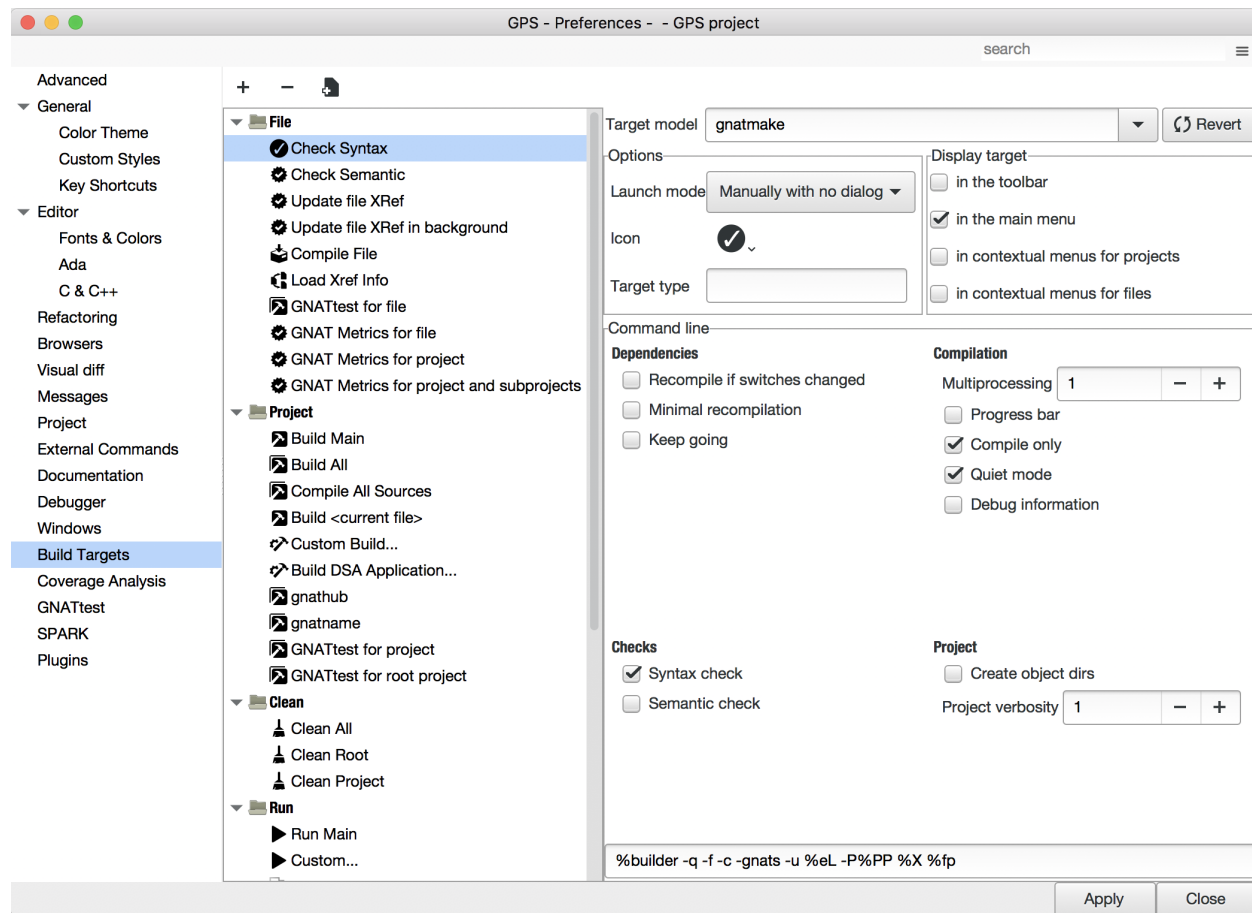 GPS - Preferences - - GPS project
search
Advanced
General
Color Theme
Custom Styles
Key Shortcuts
Editor
Fonts & Colors
Ada
C & C++
Refactoring
Browsers
Visual diff
Messages
Project
External Commands
Documentation
Debugger
Windows
Build Targets
Coverage Analysis
GNATtest
SPARK
Plugins
File
Check Syntax
Check Semantic
Update file XRef
Update file XRef in background
Compile File
Load Xref Info
GNATtest for file
GNAT Metrics for file
GNAT Metrics for project
GNAT Metrics for project and subprojects
Project
Build Main
Build All
Compile All Sources
Build <current file>
Custom Build...
Build DSA Application...
gnathub
gnatname
GNATtest for project
GNATtest for root project
Clean
Clean All
Clean Root
Clean Project
Run
Run Main
Custom...
Target model gnatmake Revert
Options
Launch mode Manually with no dialog
Icon
Target type
Display target
in the toolbar
in the main menu
in contextual menus for projects
in contextual menus for files
Command line
Dependencies
Recompile if switches changed
Minimal recompilation
Keep going
Compilation
Multiprocessing 1
Progress bar
Compile only
Quiet mode
Debug information
Checks
Syntax check
Semantic check
Project
Create object dirs
Project verbosity 1
%builder -q -f -c -gnats -u %eL -P%PP %X %fp
Apply Close